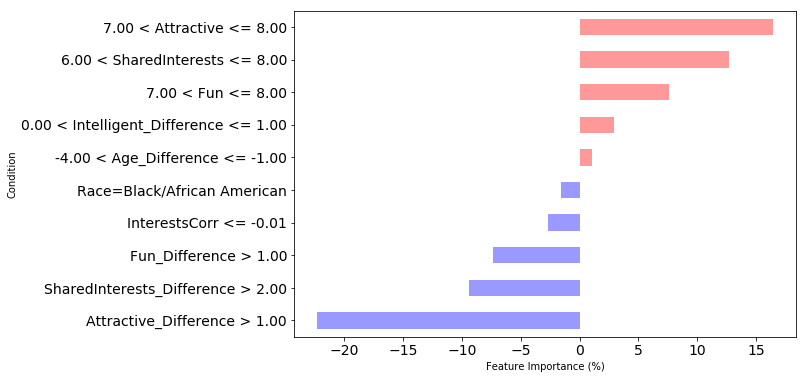 7.00 < Attractive <= 8.00
6.00 < SharedInterests <= 8.00
7.00 < Fun <= 8.00
0.00 < Intelligent_Difference <= 1.00
-4.00 < Age_Difference <= -1.00
Race=Black/African American
InterestsCorr <= -0.01
Fun_Difference > 1.00
SharedInterests_Difference > 2.00
Attractive_Difference > 1.00
Condition
−20 −15 −10 −5 0 5 10 15
Feature Importance (%)